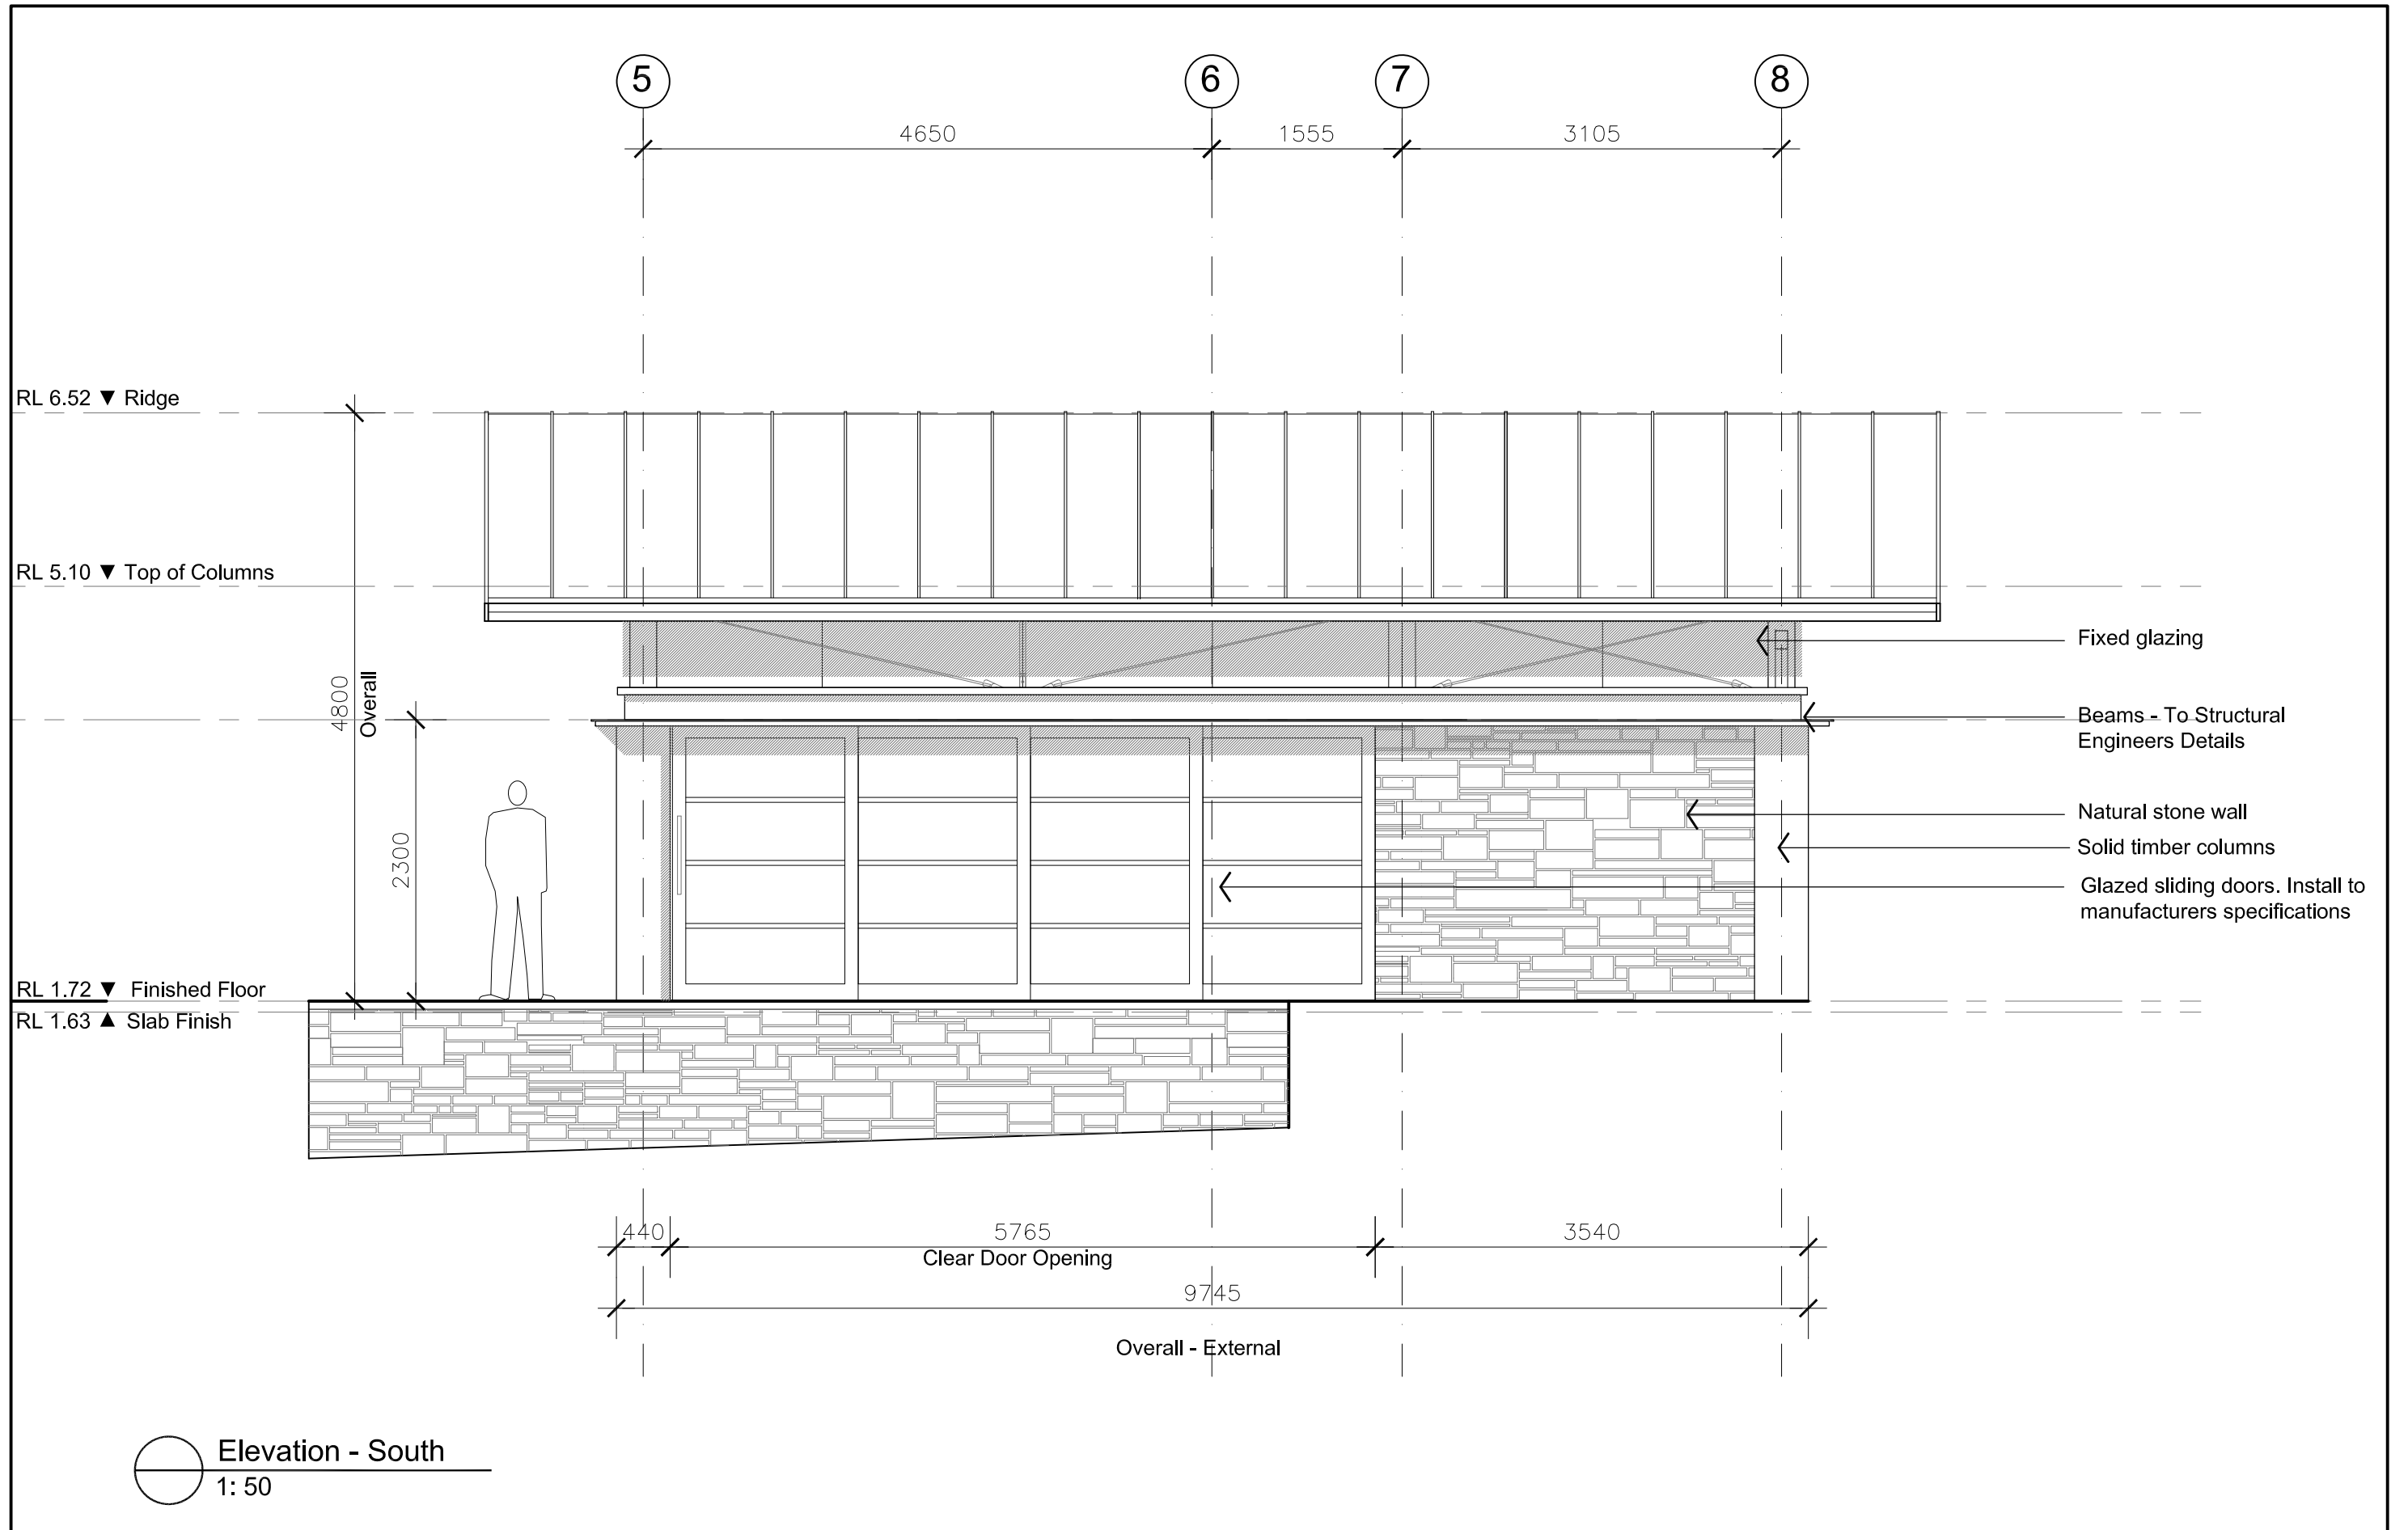 5
6
7
8
4650
1555
3105
RL 6.52 ▼ Ridge
RL 5.10 ▼ Top of Columns
Fixed glazing
4800
Overall
Beams - To Structural
Engineers Details
2300
Natural stone wall
Solid timber columns
Glazed sliding doors. Install to
manufacturers specifications
RL 1.72 ▼ Finished Floor
RL 1.63 ▲ Slab Finish
440
5765
3540
Clear Door Opening
9745
Overall - External
Elevation - South
1: 50